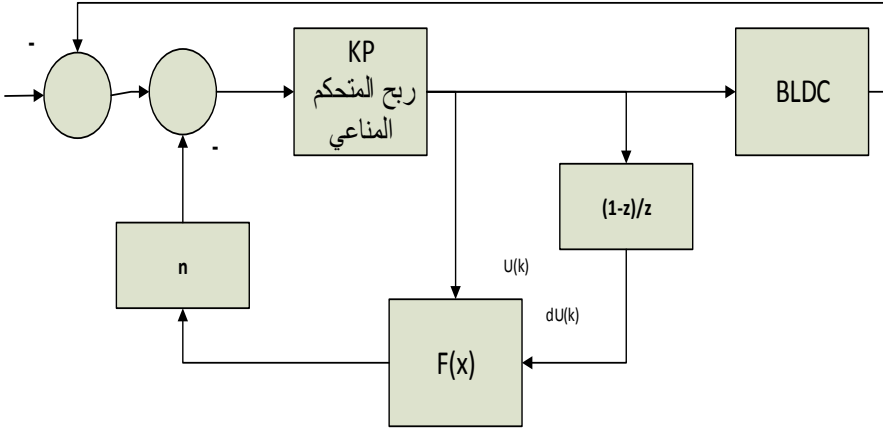 -
KP
ربح المتحكم
المناعي
BLDC
-
(1-z)/z
n
U(k)
dU(k)
F(x)